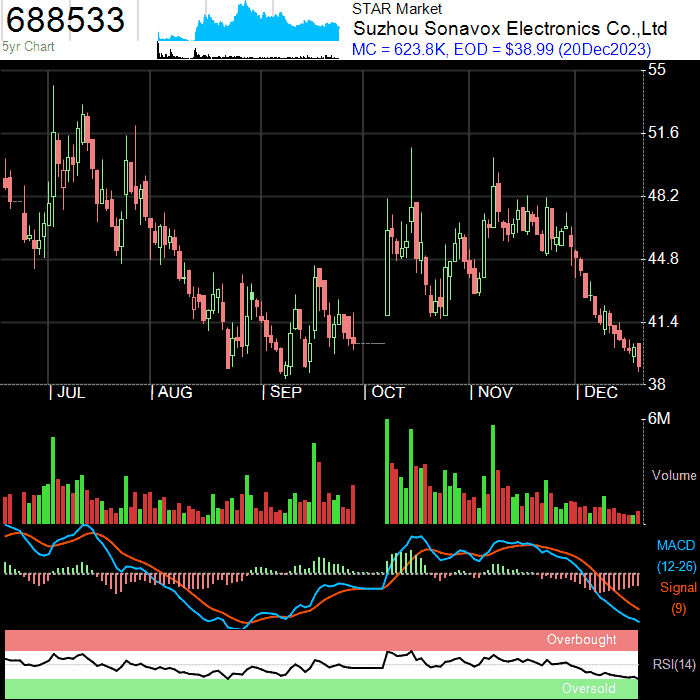 688533
5yr Chart
STAR Market
Suzhou Sonavox Electronics Co.,Ltd
MC = 623.8K, EOD = $38.99 (20Dec2023)
55
51.6
48.2
44.8
41.4
38
JUL AUG SEP OCT NOV DEC
6M
Volume
MACD
(12-26)
Signal
(9)
Overbought
RSI(14)
Oversold